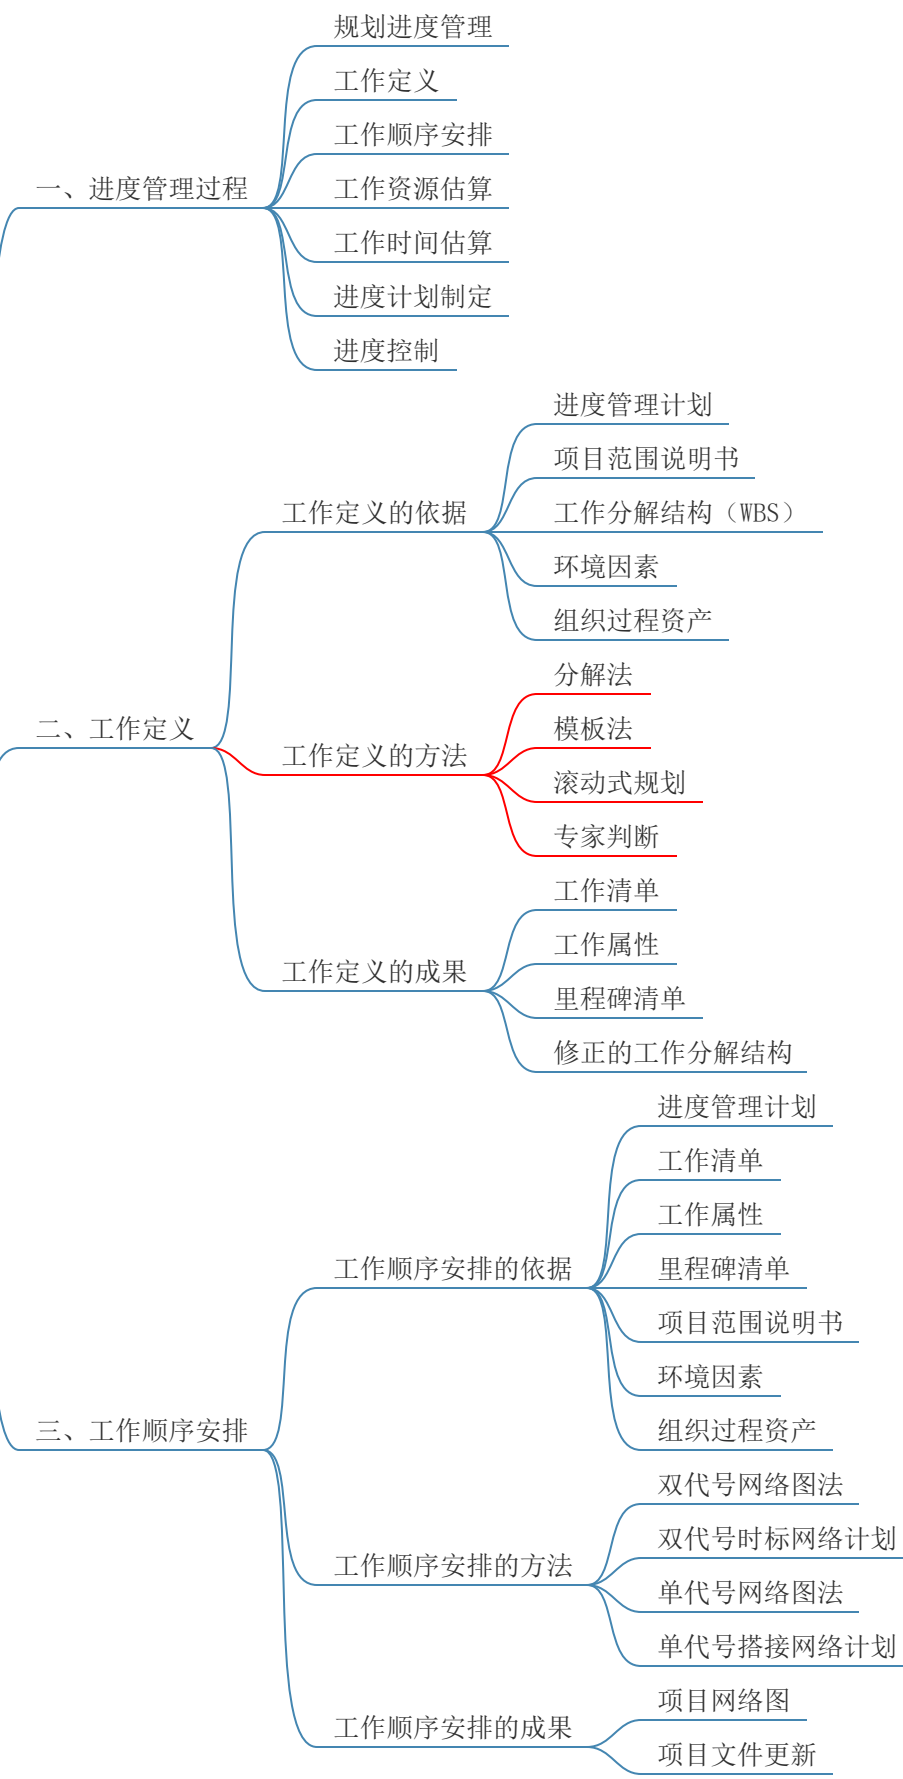 一、进度管理过程
规划进度管理
工作定义
工作顺序安排
工作资源估算
工作时间估算
进度计划制定
进度控制
二、工作定义
工作定义的依据
进度管理计划
项目范围说明书
工作分解结构（WBS）
环境因素
组织过程资产
工作定义的方法
分解法
模板法
滚动式规划
专家判断
工作定义的成果
工作清单
工作属性
里程碑清单
修正的工作分解结构
三、工作顺序安排
工作顺序安排的依据
进度管理计划
工作清单
工作属性
里程碑清单
项目范围说明书
环境因素
组织过程资产
工作顺序安排的方法
双代号网络图法
双代号时标网络计划
单代号网络图法
单代号搭接网络计划
工作顺序安排的成果
项目网络图
项目文件更新